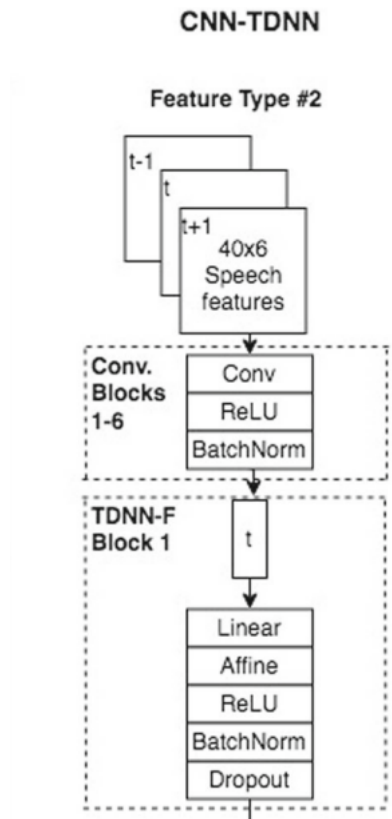 CNN-TDNN
Feature Type #2
t-1
t
t+1
40x6
Speech
features
Conv.
Blocks
1-6
Conv
ReLU
BatchNorm
TDNN-F
Block 1
t
Linear
Affine
ReLU
BatchNorm
Dropout